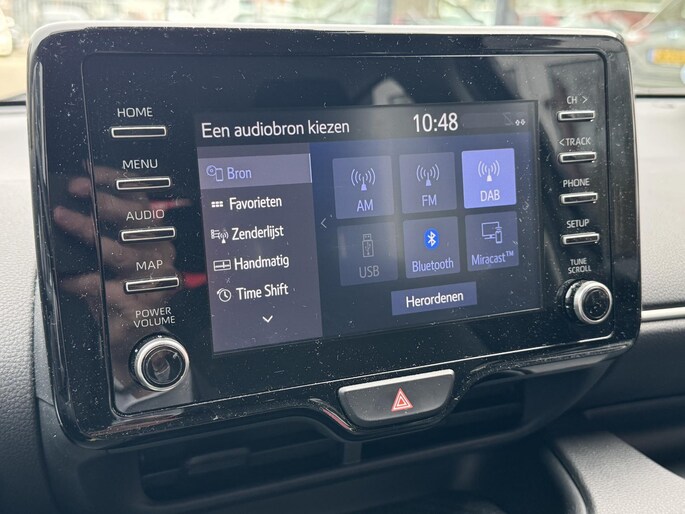 HOME
MENU
AUDIO
MAP
POWER
VOLUME
Een audiobron kiezen
10:48
Bron
Favorieten
Zenderlijst
Handmatig
Time Shift
AM
FM
DAB
USB
Bluetooth
Miracast™
Herordenen
CH >
< TRACK
PHONE
SETUP
TUNE
SCROLL